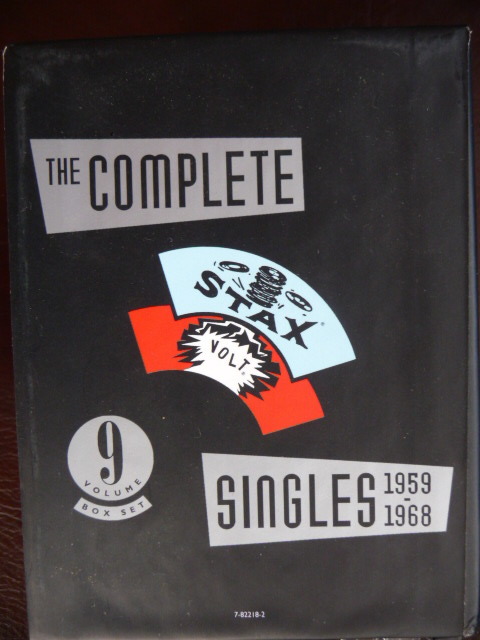 THE COMPLETE
STAX®
VOLT®
9
VOLUME
BOX SET
SINGLES 1959
-
1968
7-82218-2